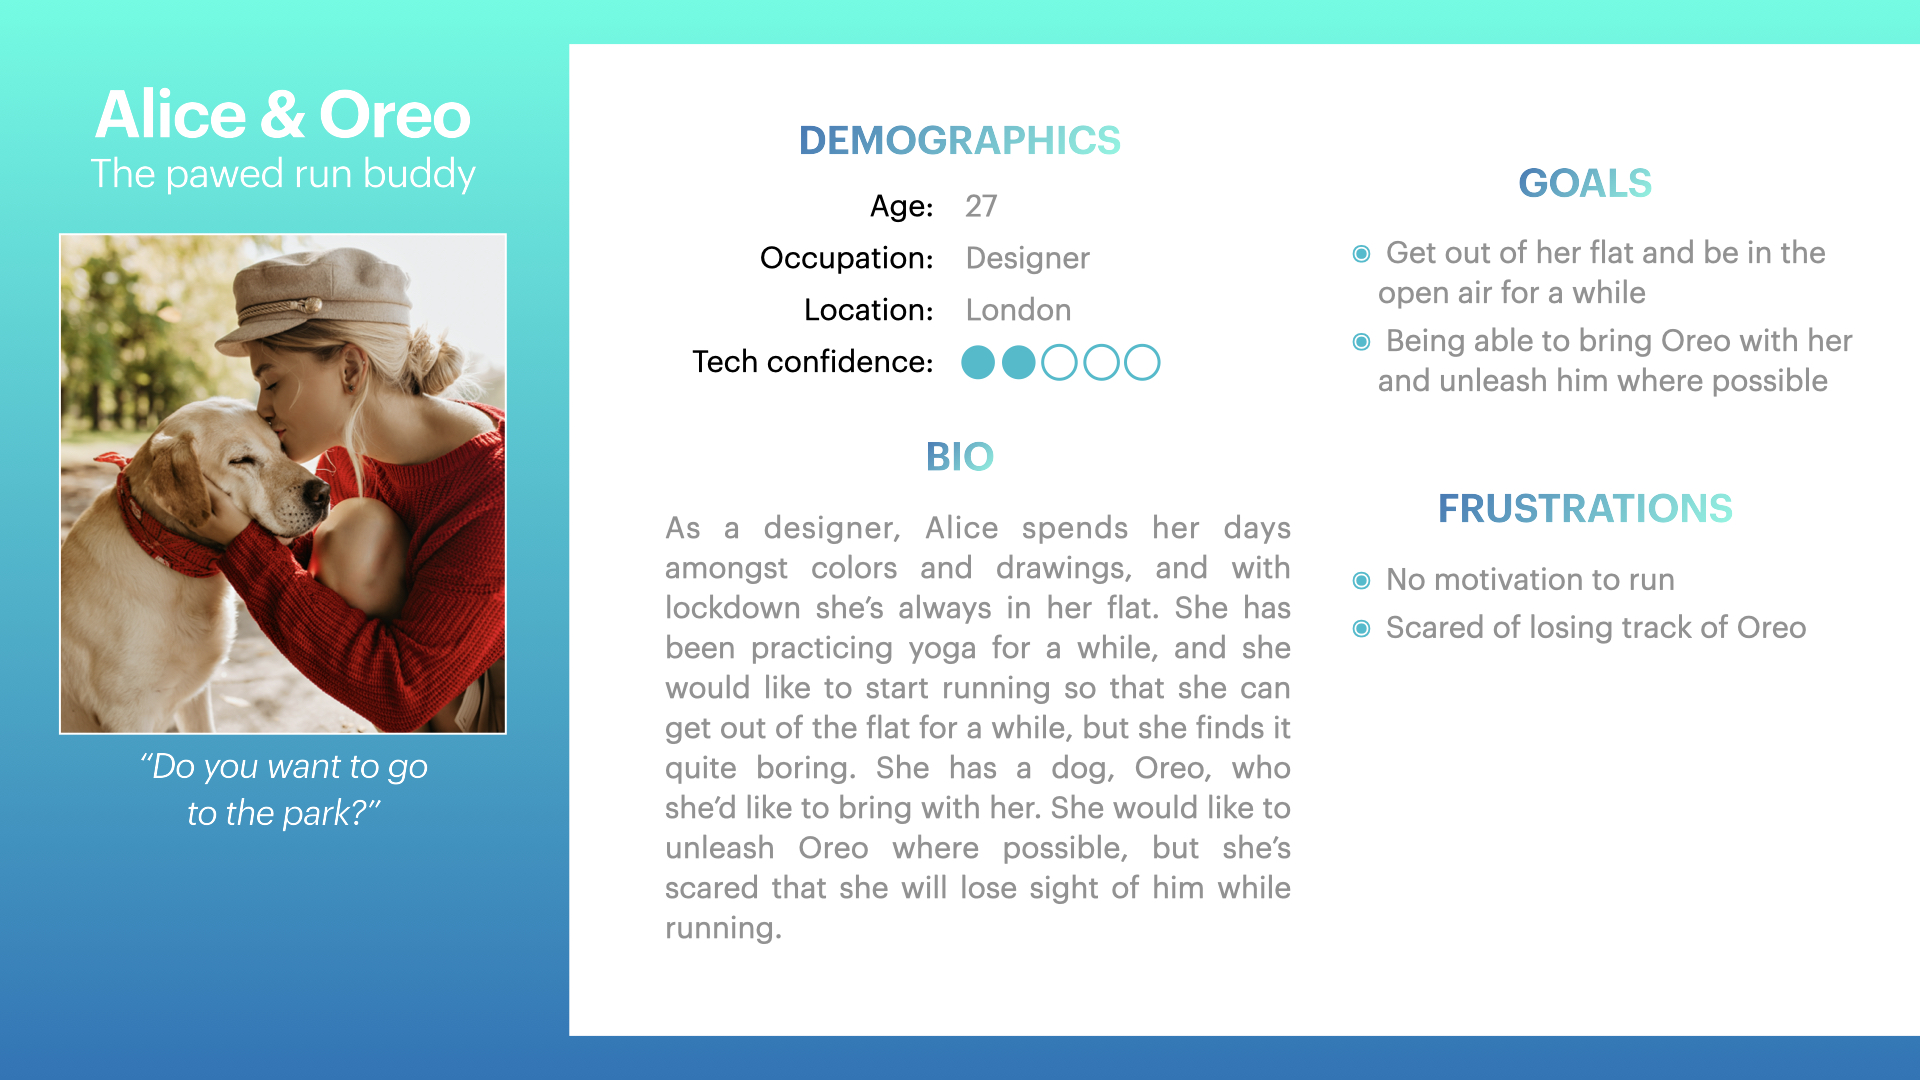 Alice & Oreo
The pawed run buddy
“Do you want to go
to the park?”
DEMOGRAPHICS
Age: 27
Occupation: Designer
Location: London
Tech confidence:
BIO
As a designer, Alice spends her days
amongst colors and drawings, and with
lockdown she’s always in her flat. She has
been practicing yoga for a while, and she
would like to start running so that she can
get out of the flat for a while, but she finds it
quite boring. She has a dog, Oreo, who
she’d like to bring with her. She would like to
unleash Oreo where possible, but she’s
scared that she will lose sight of him while
running.
GOALS
Get out of her flat and be in the
open air for a while
Being able to bring Oreo with her
and unleash him where possible
FRUSTRATIONS
No motivation to run
Scared of losing track of Oreo